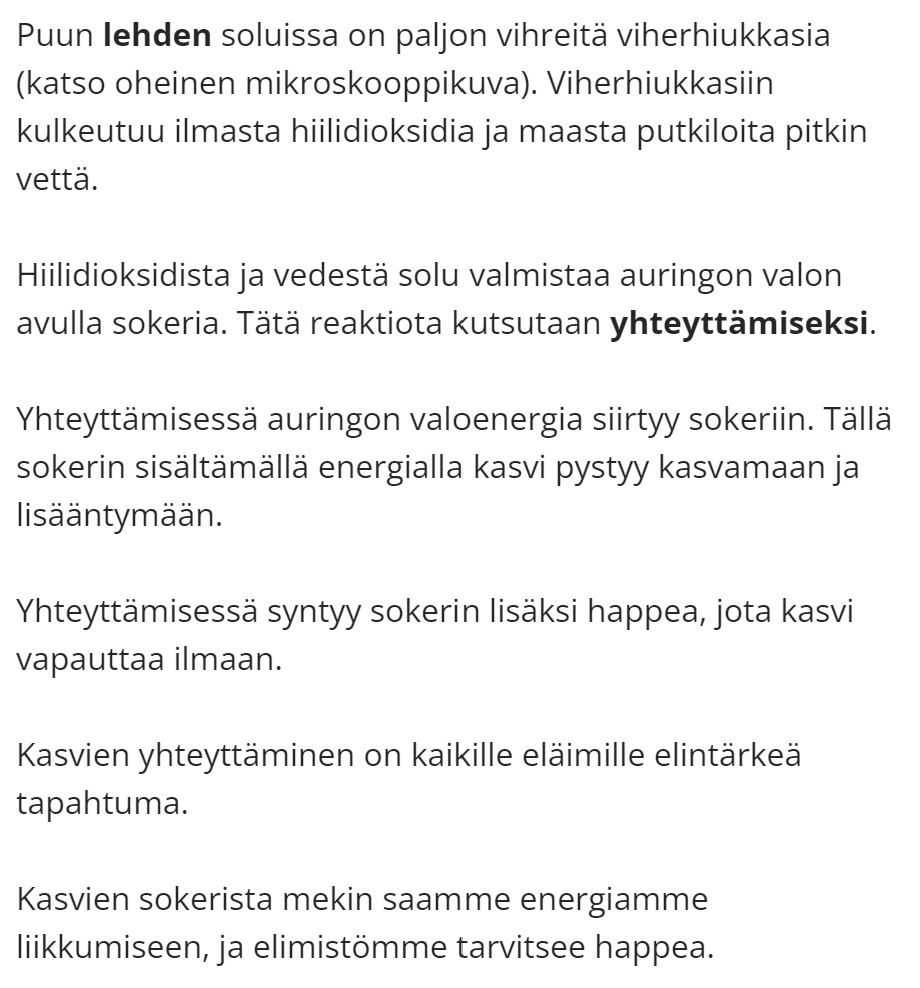 Puun lehden soluissa on paljon vihreitä viherhiukkasia
(katso oheinen mikroskooppikuva). Viherhiukkasiin
kulkeutuu ilmasta hiilidioksidia ja maasta putkiloita pitkin
vettä.
Hiilidioksidista ja vedestä solu valmistaa auringon valon
avulla sokeria. Tätä reaktiota kutsutaan yhteyttämiseksi.
Yhteyttämisessä auringon valoenergia siirtyy sokeriin. Tällä
sokerin sisältämällä energialla kasvi pystyy kasvamaan ja
lisääntymään.
Yhteyttämisessä syntyy sokerin lisäksi happea, jota kasvi
vapauttaa ilmaan.
Kasvien yhteyttäminen on kaikille eläimille elintärkeä
tapahtuma.
Kasvien sokerista mekin saamme energiamme
liikkumiseen, ja elimistömme tarvitsee happea.